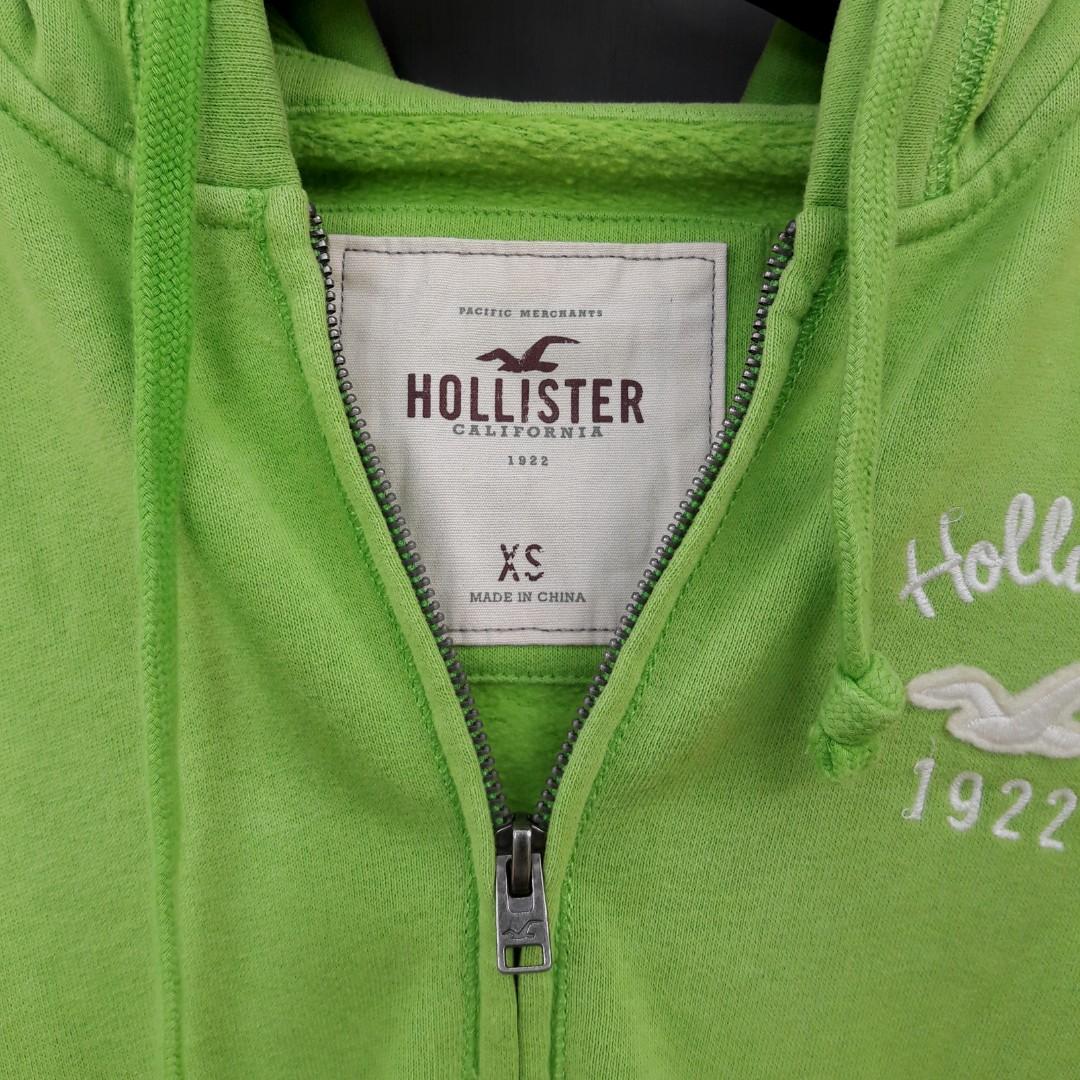 PACIFIC MERCHANTS
HOLLISTER
CALIFORNIA
1922
XS
MADE IN CHINA
1922